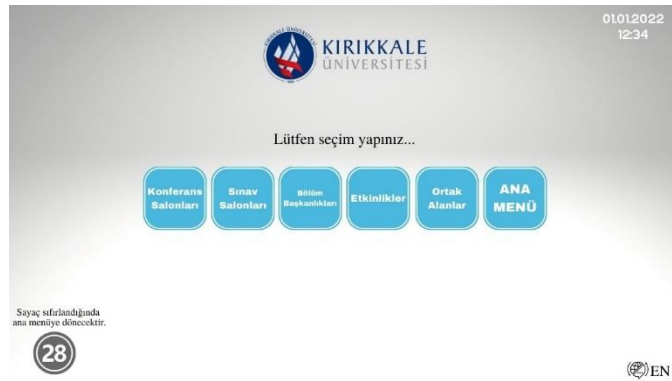 01.01.2022
12:34
KIRIKKALE
ÜNİVERSİTESİ
Lütfen seçim yapınız...
Konferans
Salonları
Sınav
Salonları
Bölüm
Başkanlıkları
Etkinlikler
Ortak
Alanlar
ANA
MENÜ
Sayaç sıfırlandığında
ana menüye dönecektir.
28
EN